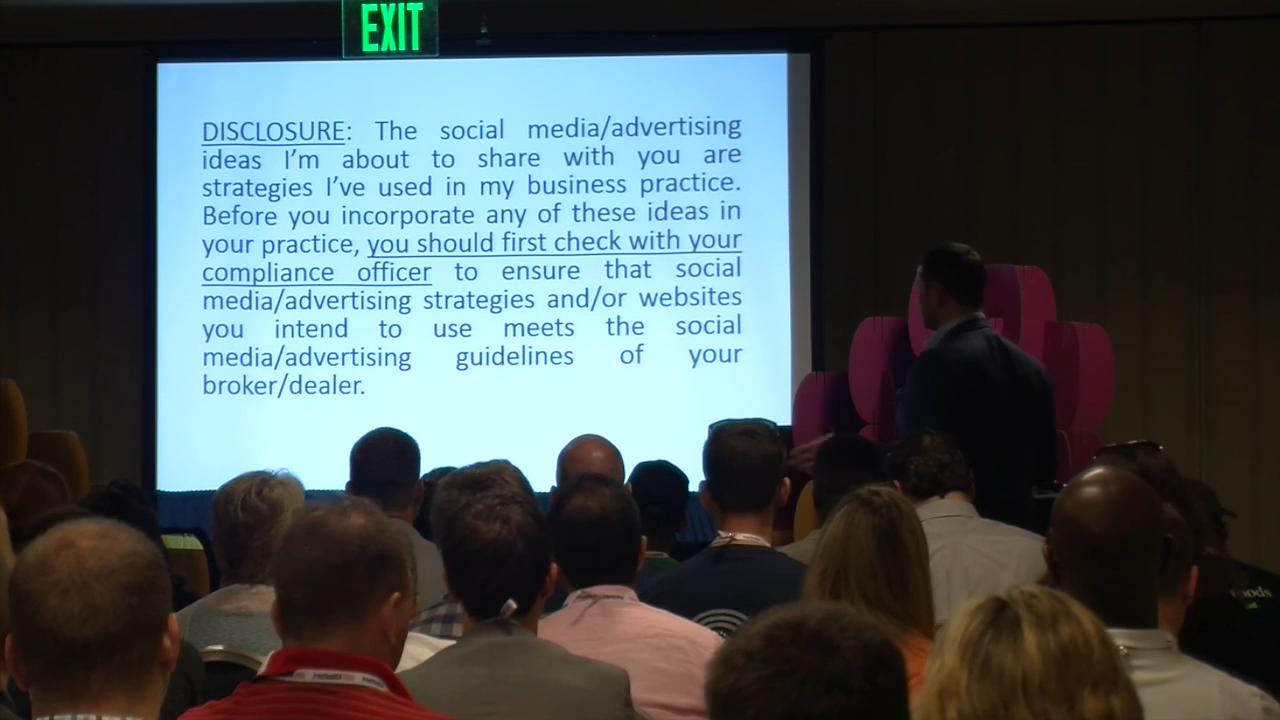 EXIT
DISCLOSURE: The social media/advertising
ideas I'm about to share with you are
strategies I've used in my business practice.
Before you incorporate any of these ideas in
your practice, you should first check with your
compliance officer to ensure that social
media/advertising strategies and/or websites
you intend to use meets the social
media/advertising guidelines of your
broker/dealer.